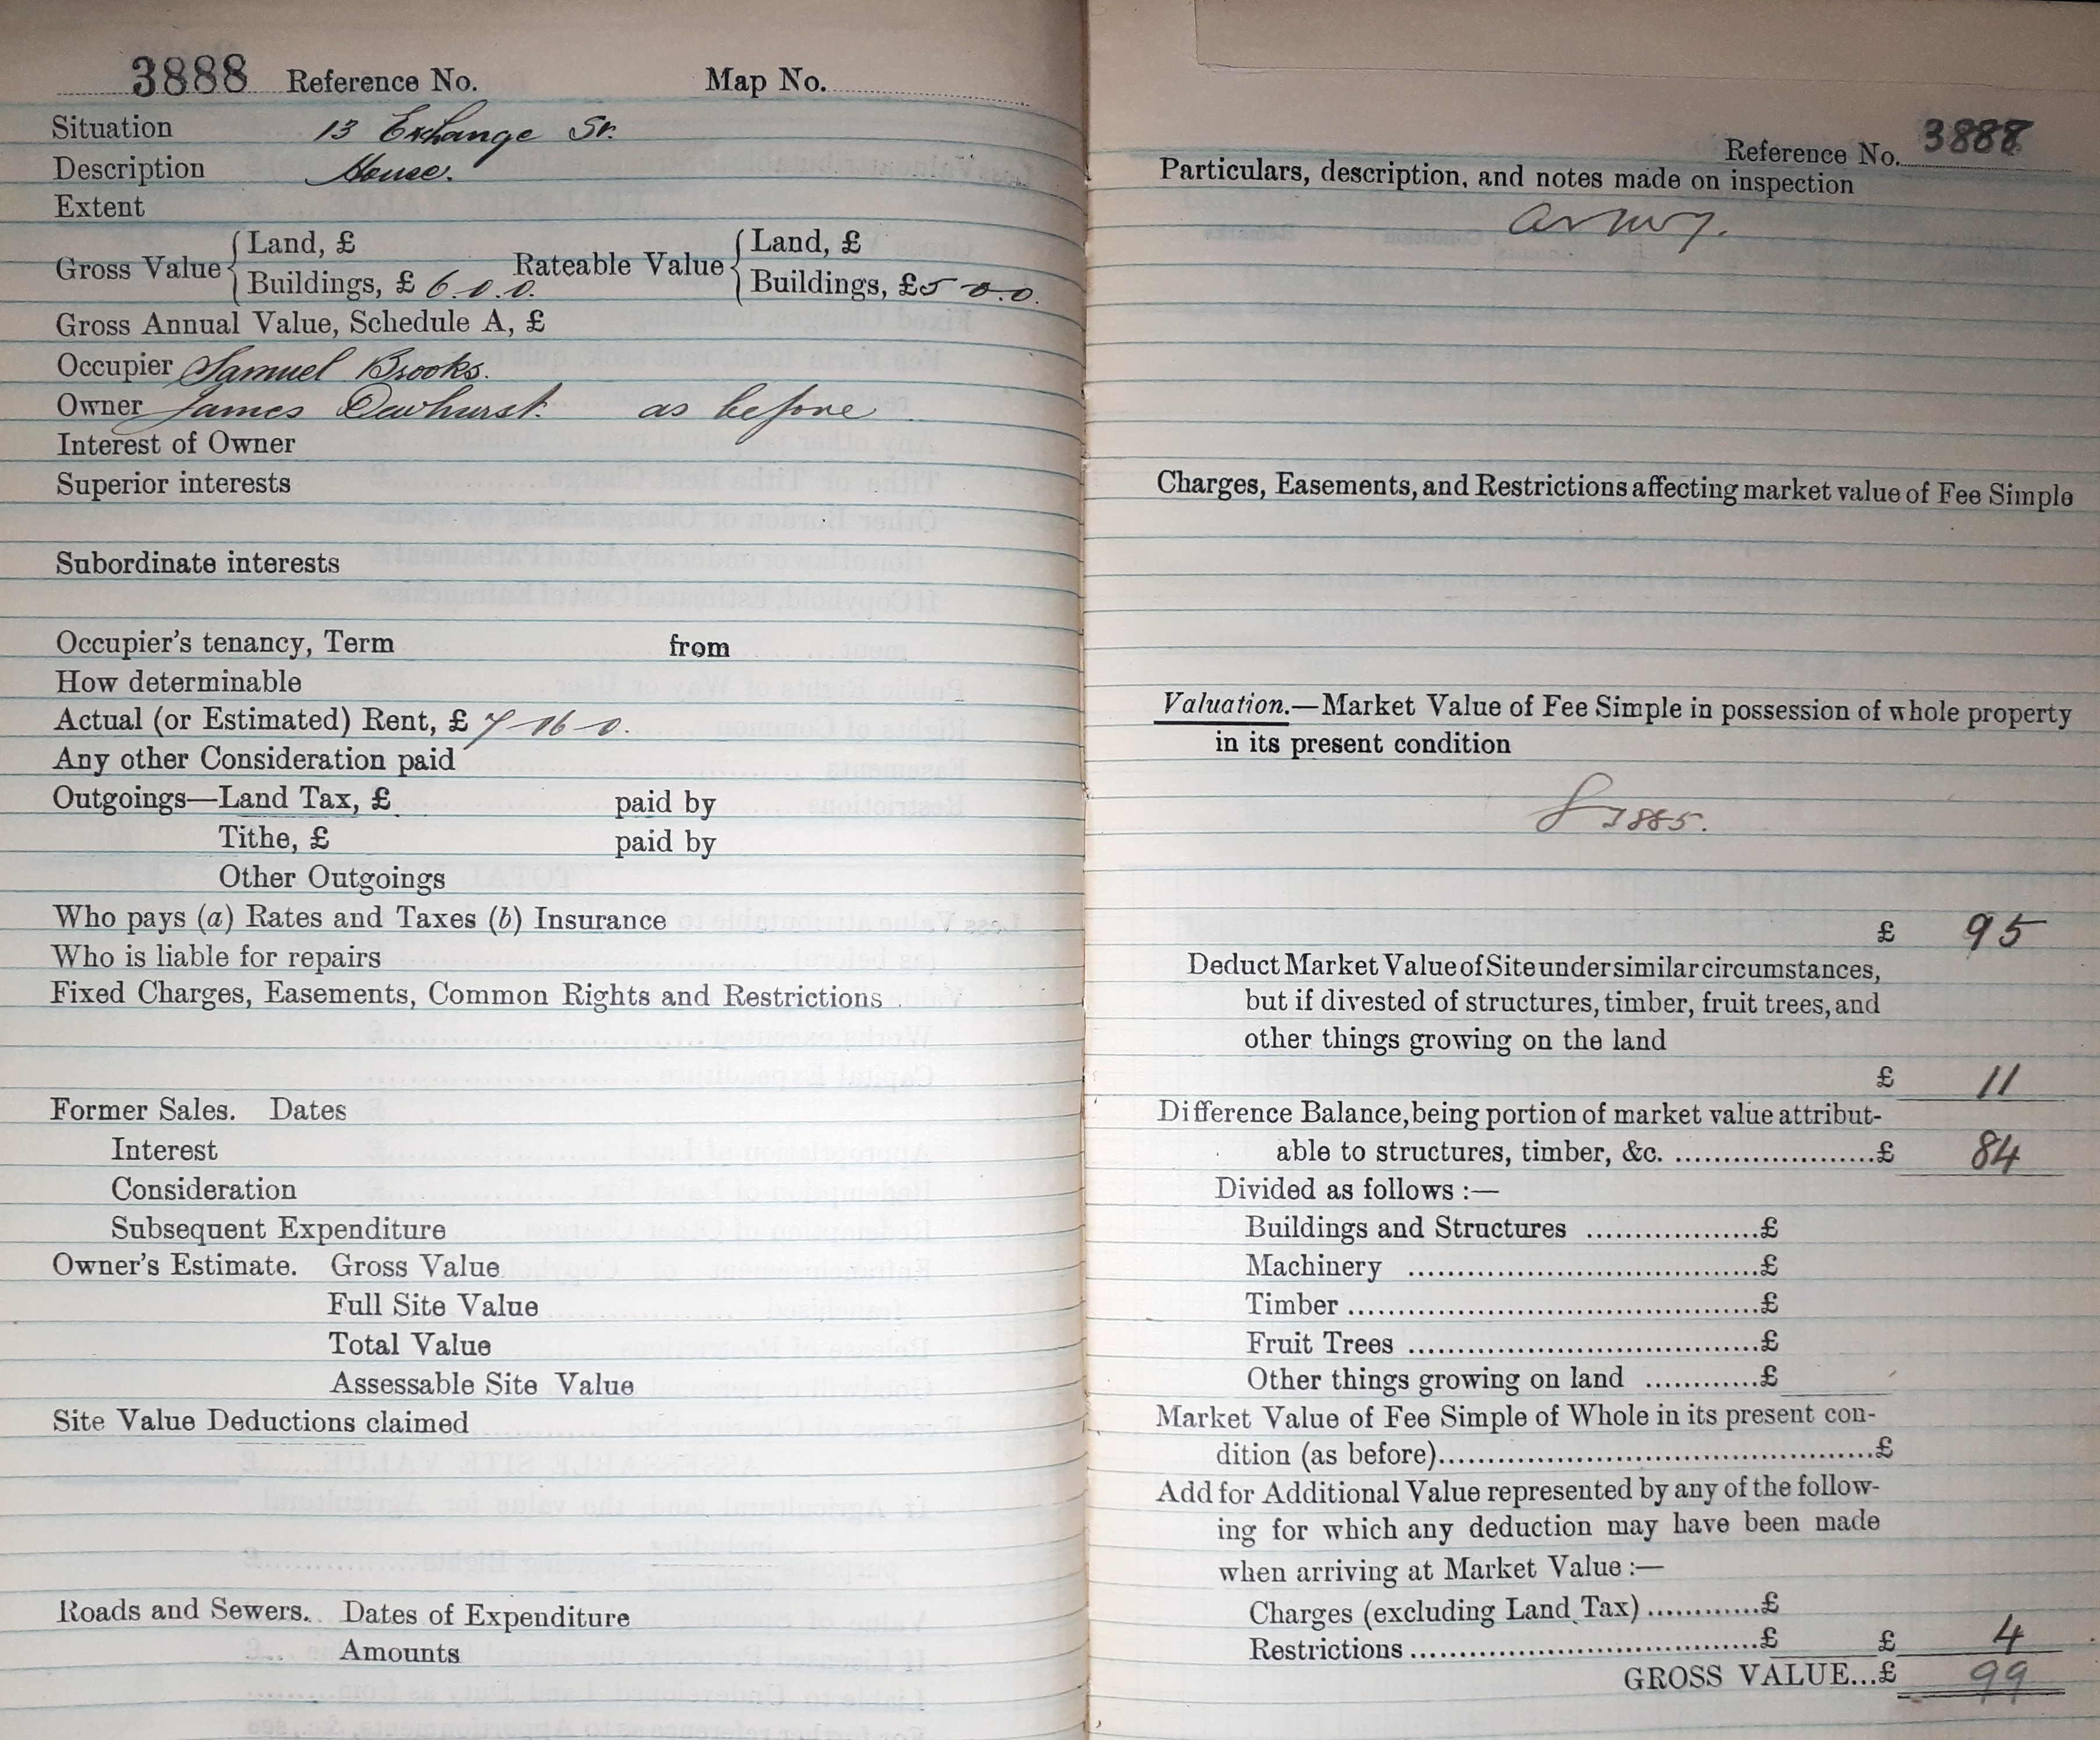 3888 Reference No. Map No.
Situation 13 Exchange St.
Description House.
Extent
Gross Value { Land, £ Rateable Value { Land, £
Buildings, £ 6.0.0. Buildings, £5-0.0.
Gross Annual Value, Schedule A, £
Occupier Samuel Brooks.
Owner James Dewhurst. as before
Interest of Owner
Superior interests
Subordinate interests
Occupier's tenancy, Term from
How determinable
Actual (or Estimated) Rent, £ 7-16-0.
Any other Consideration paid
Outgoings—Land Tax, £ paid by
Tithe, £ paid by
Other Outgoings
Who pays (a) Rates and Taxes (b) Insurance
Who is liable for repairs
Fixed Charges, Easements, Common Rights and Restrictions
Former Sales. Dates
Interest
Consideration
Subsequent Expenditure
Owner's Estimate. Gross Value
Full Site Value
Total Value
Assessable Site Value
Site Value Deductions claimed
Roads and Sewers. Dates of Expenditure
Amounts
Reference No. 3888
Particulars, description, and notes made on inspection
Charges, Easements, and Restrictions affecting market value of Fee Simple
Valuation.—Market Value of Fee Simple in possession of whole property
in its present condition
3885.
£ 95
Deduct Market Value of Site under similar circumstances,
but if divested of structures, timber, fruit trees, and
other things growing on the land
£ 11
Difference Balance, being portion of market value attribut-
able to structures, timber, &c. ......................£ 84
Divided as follows :—
Buildings and Structures ...................£
Machinery ......................................£
Timber ............................................£
Fruit Trees ......................................£
Other things growing on land ............£
Market Value of Fee Simple of Whole in its present con-
dition (as before)...............................................£
Add for Additional Value represented by any of the follow-
ing for which any deduction may have been made
when arriving at Market Value :—
Charges (excluding Land Tax) ............£
Restrictions ......................................£ £ 4
GROSS VALUE...£ 99